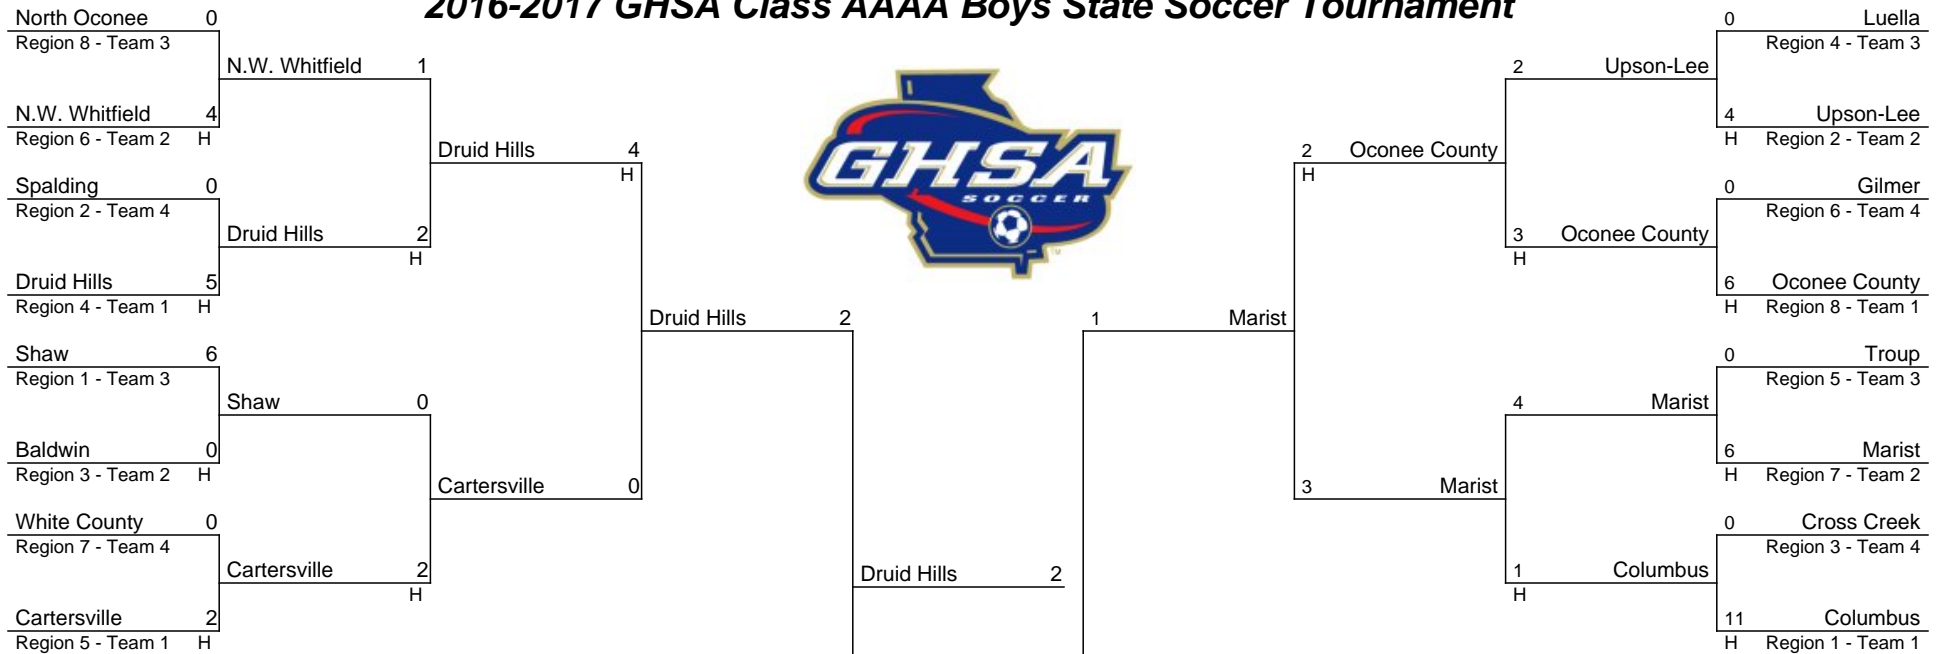 2016-2017 GHSA Class AAAA Boys State Soccer Tournament
North Oconee 0
Region 8 - Team 3
N.W. Whitfield 1
N.W. Whitfield 4
Region 6 - Team 2 H
Druid Hills 4
H
Spalding 0
Region 2 - Team 4
Druid Hills 2
H
Druid Hills 5
Region 4 - Team 1 H
Druid Hills 2
Shaw 6
Region 1 - Team 3
Shaw 0
Baldwin 0
Region 3 - Team 2 H
Cartersville 0
White County 0
Region 7 - Team 4
Cartersville 2
H
Cartersville 2
Region 5 - Team 1 H
Druid Hills 2
GHSA
SOCCER
TM
0 Luella
Region 4 - Team 3
2 Upson-Lee
4 Upson-Lee
H Region 2 - Team 2
2 Oconee County
H
0 Gilmer
Region 6 - Team 4
3 Oconee County
H
6 Oconee County
H Region 8 - Team 1
1 Marist
0 Troup
Region 5 - Team 3
4 Marist
6 Marist
H Region 7 - Team 2
3 Marist
0 Cross Creek
Region 3 - Team 4
1 Columbus
H
11 Columbus
H Region 1 - Team 1